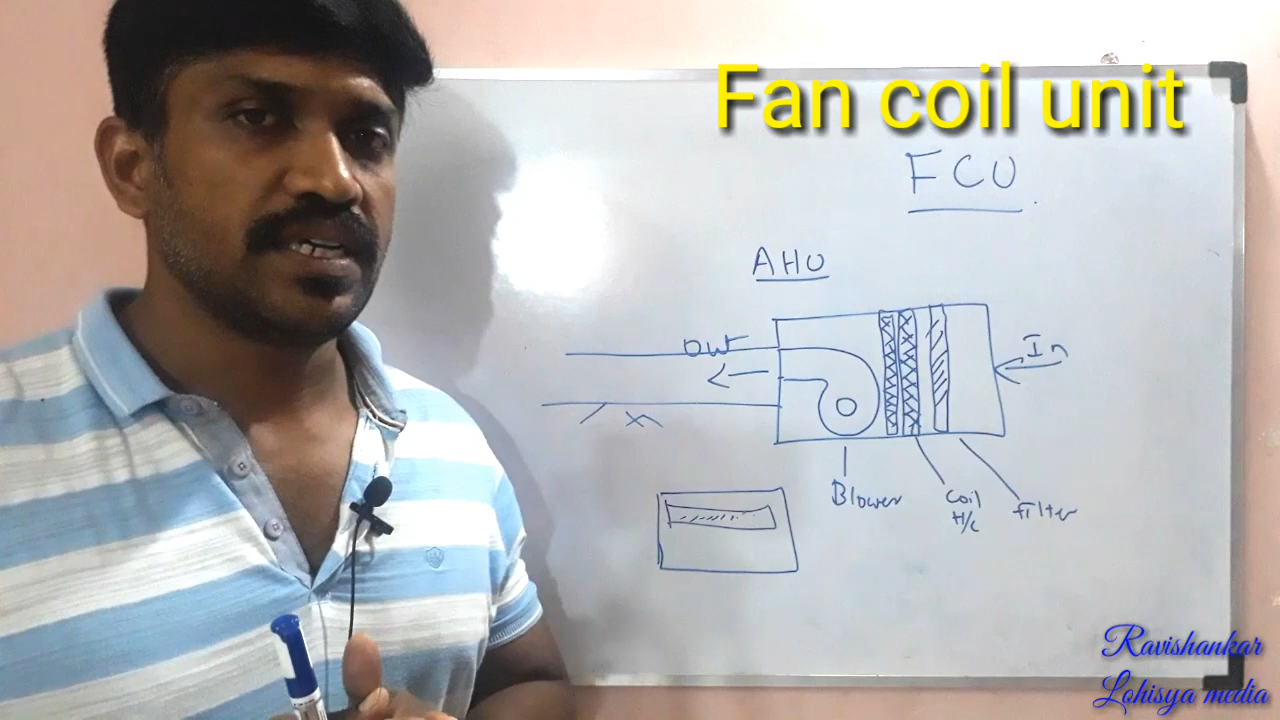 Fan coil unit
FCU
AHU
Out
In
Blower
Coil
H/C
Filter
Ravishankar
Lohisya media